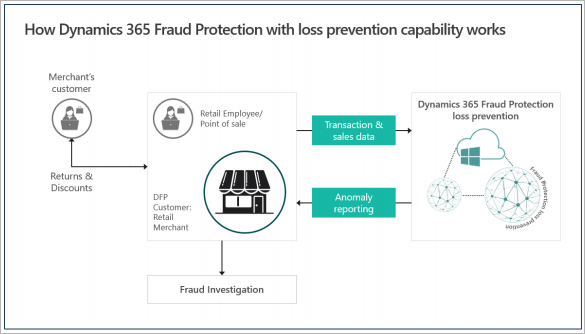 How Dynamics 365 Fraud Protection with loss prevention capability works
Merchant's
customer
Returns &
Discounts
Retail Employee/
Point of sale
DFP
Customer:
Retail
Merchant
Fraud Investigation
Transaction &
sales data
Anomaly
reporting
Dynamics 365 Fraud Protection
loss prevention
Fraud Protection loss prevention